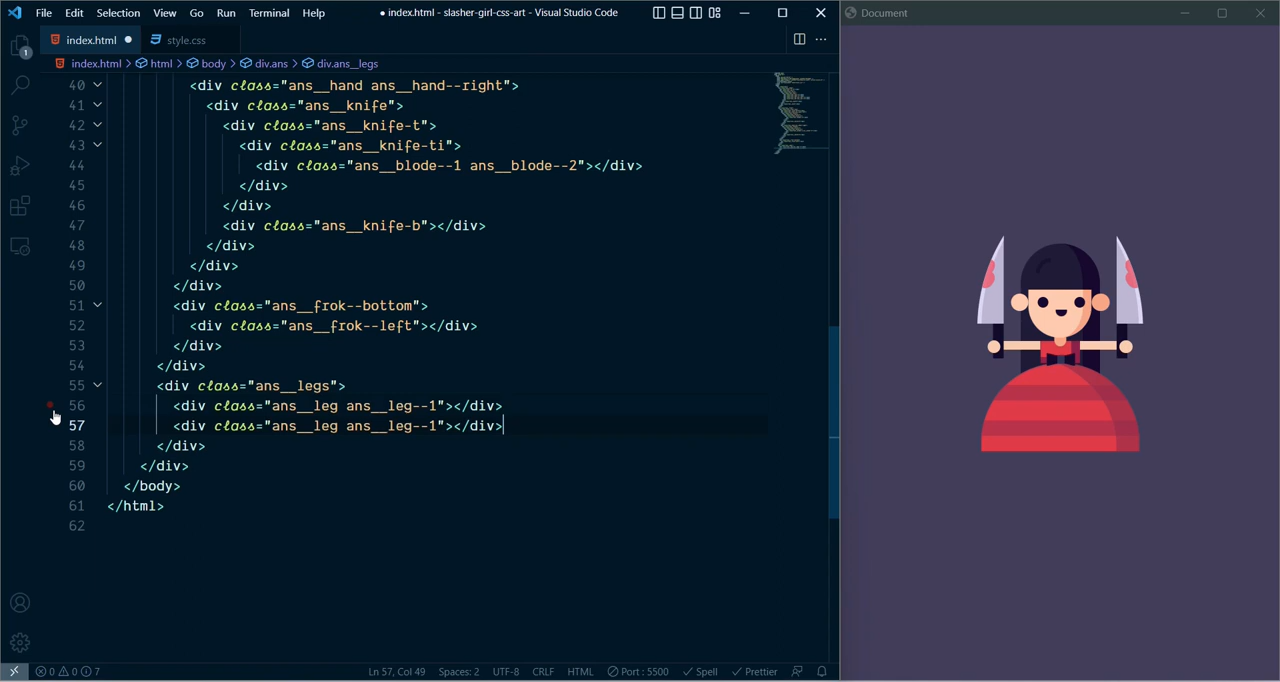 File Edit Selection View Go Run Terminal Help ● index.html - slasher-girl-css-art - Visual Studio Code
Document
index.html ●
style.css
index.html > html > body > div.ans > div.ans__legs
1
40 <div class="ans__hand ans__hand--right">
41 <div class="ans__knife">
42 <div class="ans__knife-t">
43 <div class="ans__knife-ti">
44 <div class="ans__blode--1 ans__blode--2"></div>
45 </div>
46 </div>
47 <div class="ans__knife-b"></div>
48 </div>
49 </div>
50 </div>
51 <div class="ans__frok--bottom">
52 <div class="ans__frok--left"></div>
53 </div>
54 </div>
55 <div class="ans__legs">
56 <div class="ans__leg ans__leg--1"></div>
57 <div class="ans__leg ans__leg--1"></div>
58 </div>
59 </div>
60 </body>
61 </html>
62
0 0 7 Ln 57, Col 49 Spaces: 2 UTF-8 CRLF HTML Port : 5500 Spell Prettier